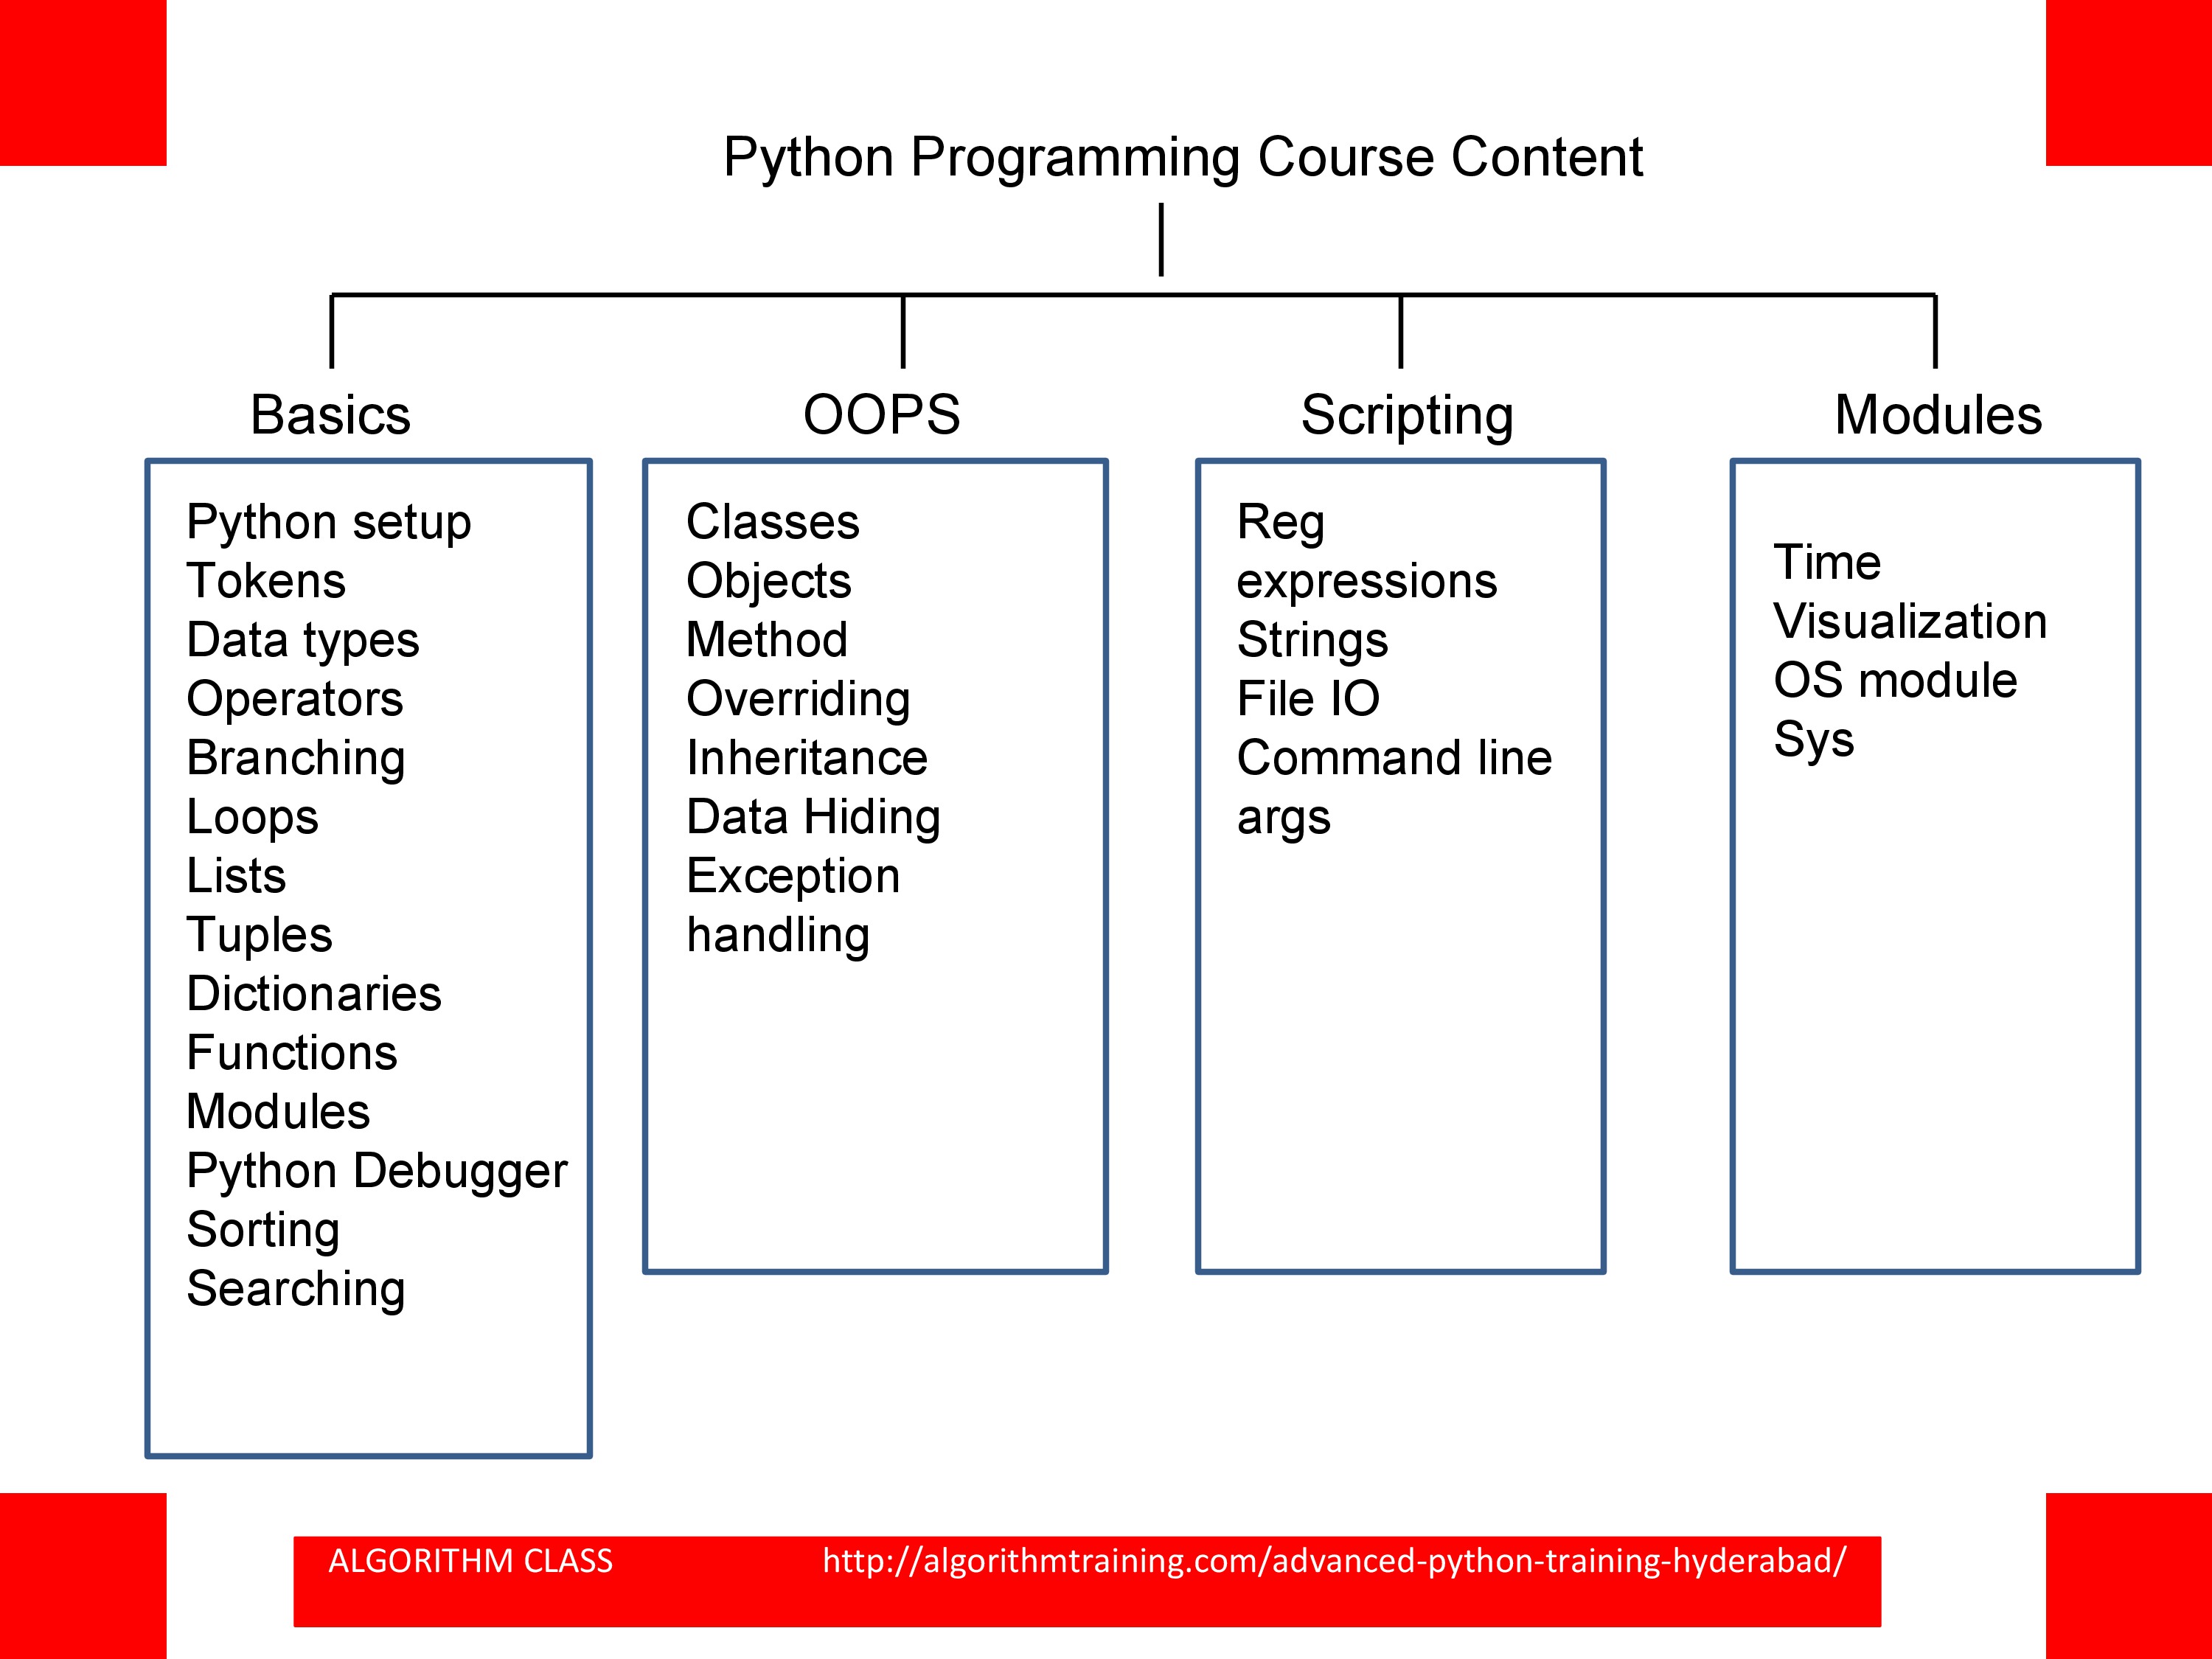 Python Programming Course Content
Basics
Python setup
Tokens
Data types
Operators
Branching
Loops
Lists
Tuples
Dictionaries
Functions
Modules
Python Debugger
Sorting
Searching
OOPS
Classes
Objects
Method
Overriding
Inheritance
Data Hiding
Exception
handling
Scripting
Reg
expressions
Strings
File IO
Command line
args
Modules
Time
Visualization
OS module
Sys
ALGORITHM CLASS http://algorithmtraining.com/advanced-python-training-hyderabad/